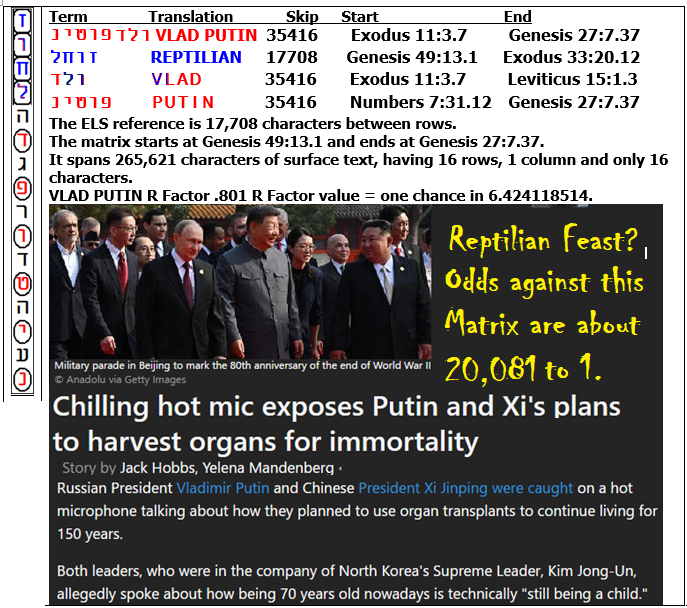 ז
ו
ח
ל
ה
ד
ג
פ
ר
ו
ד
ט
ה
י
ע
נ
Term Translation Skip Start End
ולדפוטינ VLAD PUTIN 35416 Exodus 11:3.7 Genesis 27:7.37
זוחל REPTILIAN 17708 Genesis 49:13.1 Exodus 33:20.12
ולד VLAD 35416 Exodus 11:3.7 Leviticus 15:1.3
פוטינ PUTIN 35416 Numbers 7:31.12 Genesis 27:7.37
The ELS reference is 17,708 characters between rows.
The matrix starts at Genesis 49:13.1 and ends at Genesis 27:7.37.
It spans 265,621 characters of surface text, having 16 rows, 1 column and only 16
characters.
VLAD PUTIN R Factor .801 R Factor value = one chance in 6.424118514.
Reptilian Feast?
Odds against this
Matrix are about
20,081 to 1.
Military parade in Beijing to mark the 80th anniversary of the end of World War II
© Anadolu via Getty Images
Chilling hot mic exposes Putin and Xi's plans
to harvest organs for immortality
Story by Jack Hobbs, Yelena Mandenberg •
Russian President Vladimir Putin and Chinese President Xi Jinping were caught on a hot
microphone talking about how they planned to use organ transplants to continue living for
150 years.
Both leaders, who were in the company of North Korea's Supreme Leader, Kim Jong-Un,
allegedly spoke about how being 70 years old nowadays is technically "still being a child."